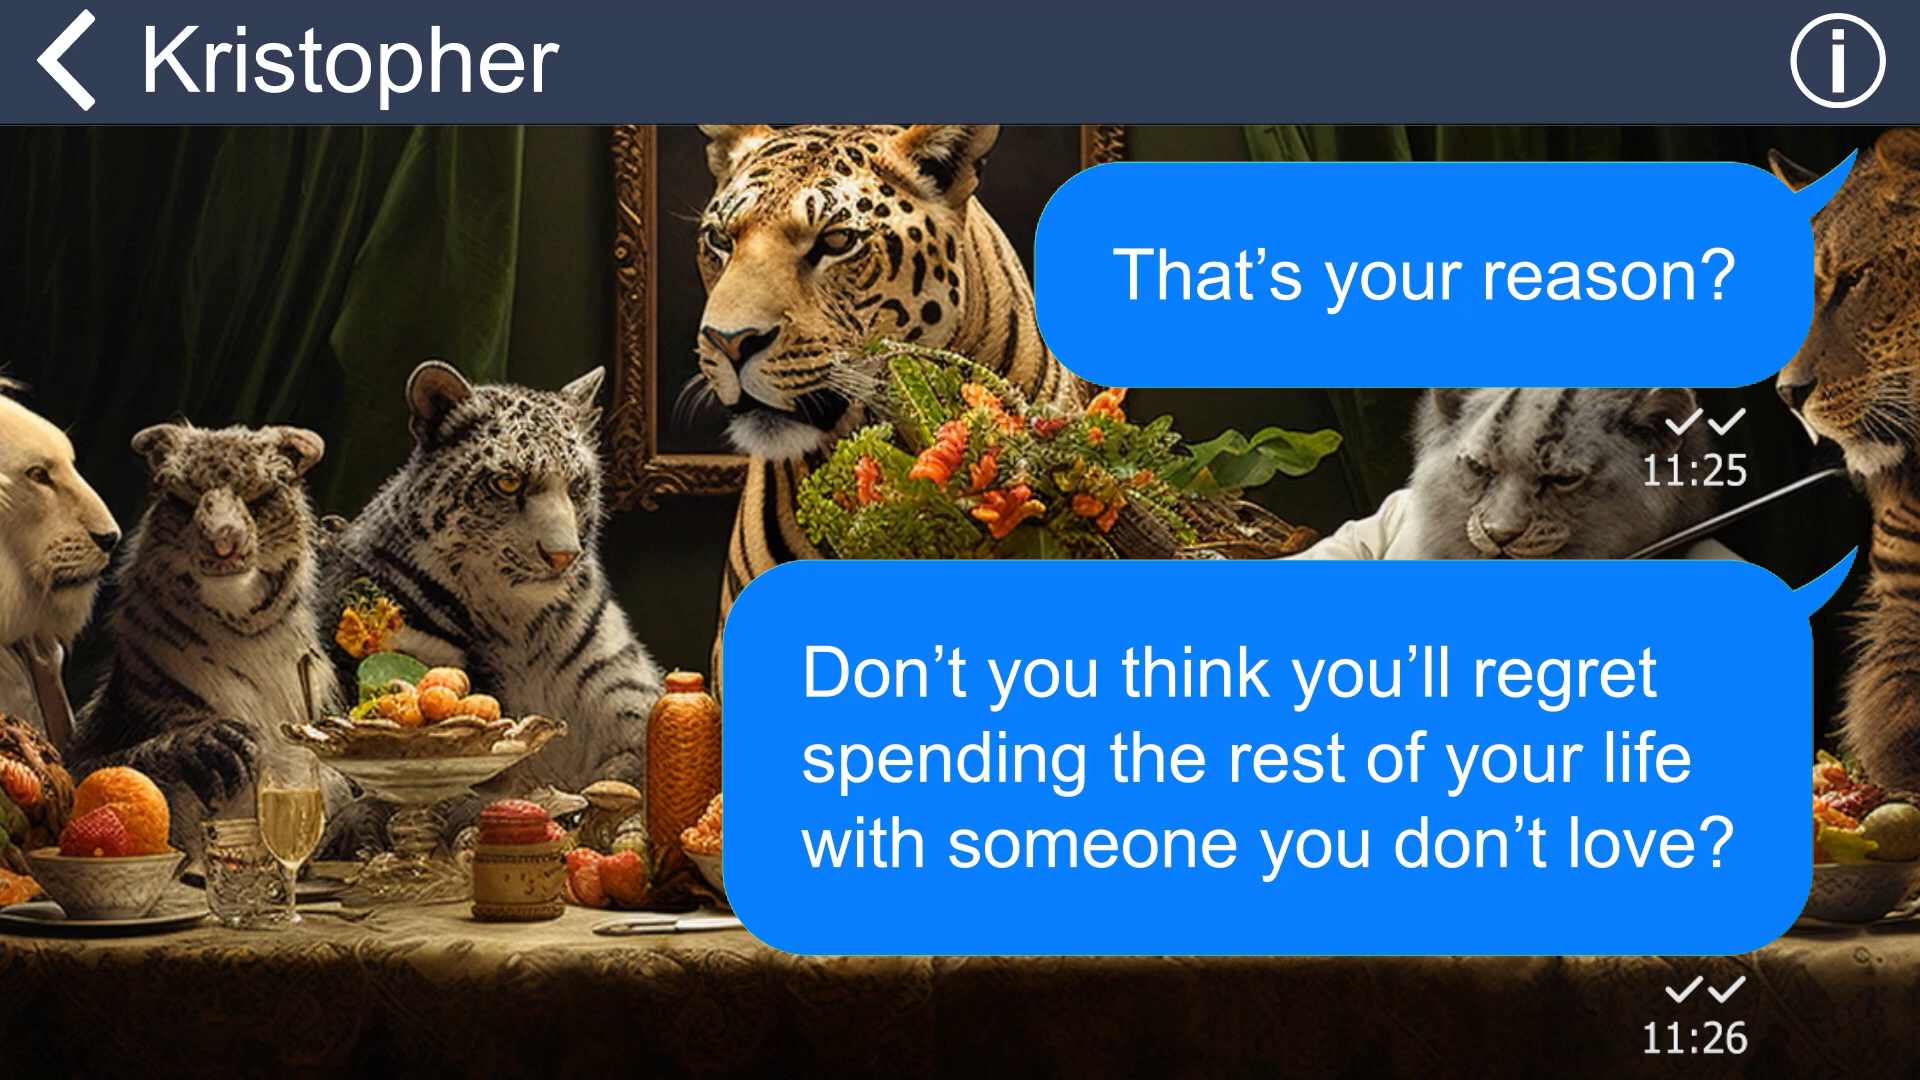 Kristopher
That’s your reason?
11:25
Don’t you think you’ll regret
spending the rest of your life
with someone you don’t love?
11:26